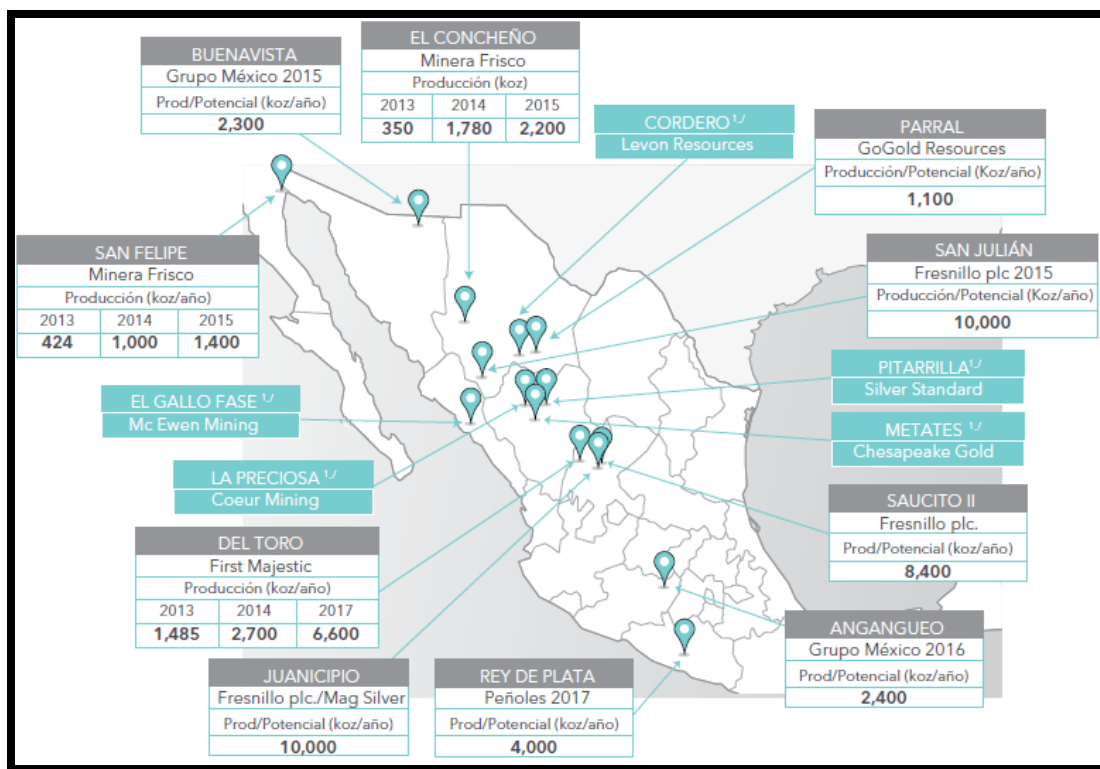 BUENAVISTA
Grupo México 2015
Prod/Potencial (koz/año)
2,300
EL CONCHEÑO
Minera Frisco
Producción (koz)
2013 2014 2015
350 1,780 2,200
CORDERO 1_/
Levon Resources
PARRAL
GoGold Resources
Producción/Potencial (Koz/año)
1,100
SAN FELIPE
Minera Frisco
Producción (koz/año)
2013 2014 2015
424 1,000 1,400
SAN JULIÁN
Fresnillo plc 2015
Producción/Potencial (Koz/año)
10,000
EL GALLO FASE 1_/
Mc Ewen Mining
PITARRILLA 1_/
Silver Standard
METATES 1_/
Chesapeake Gold
LA PRECIOSA 1_/
Coeur Mining
SAUCITO II
Fresnillo plc.
Prod/Potencial (koz/año)
8,400
DEL TORO
First Majestic
Producción (koz/año)
2013 2014 2017
1,485 2,700 6,600
ANGANGUEO
Grupo México 2016
Prod/Potencial (koz/año)
2,400
JUANICIPIO
Fresnillo plc./Mag Silver
Prod/Potencial (koz/año)
10,000
REY DE PLATA
Peñoles 2017
Prod/Potencial (koz/año)
4,000